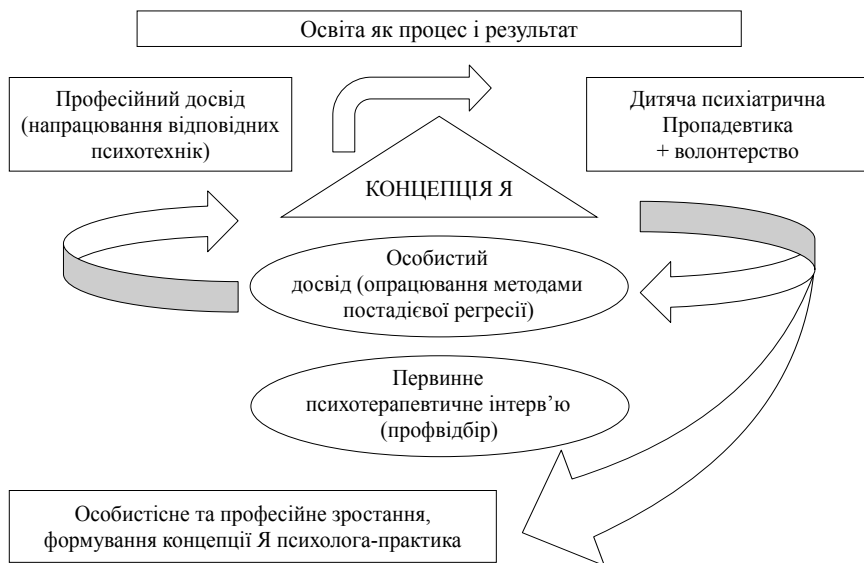 Освіта як процес і результат
Професійний досвід
(напрацювання відповідних
психотехнік)
Дитяча психіатрична
Пропадевтика
+ волонтерство
КОНЦЕПЦІЯ Я
Особистий
досвід (опрацювання методами
постадієвої регресії)
Первинне
психотерапевтичне інтерв’ю
(профвідбір)
Особистісне та професійне зростання,
формування концепції Я психолога-практика